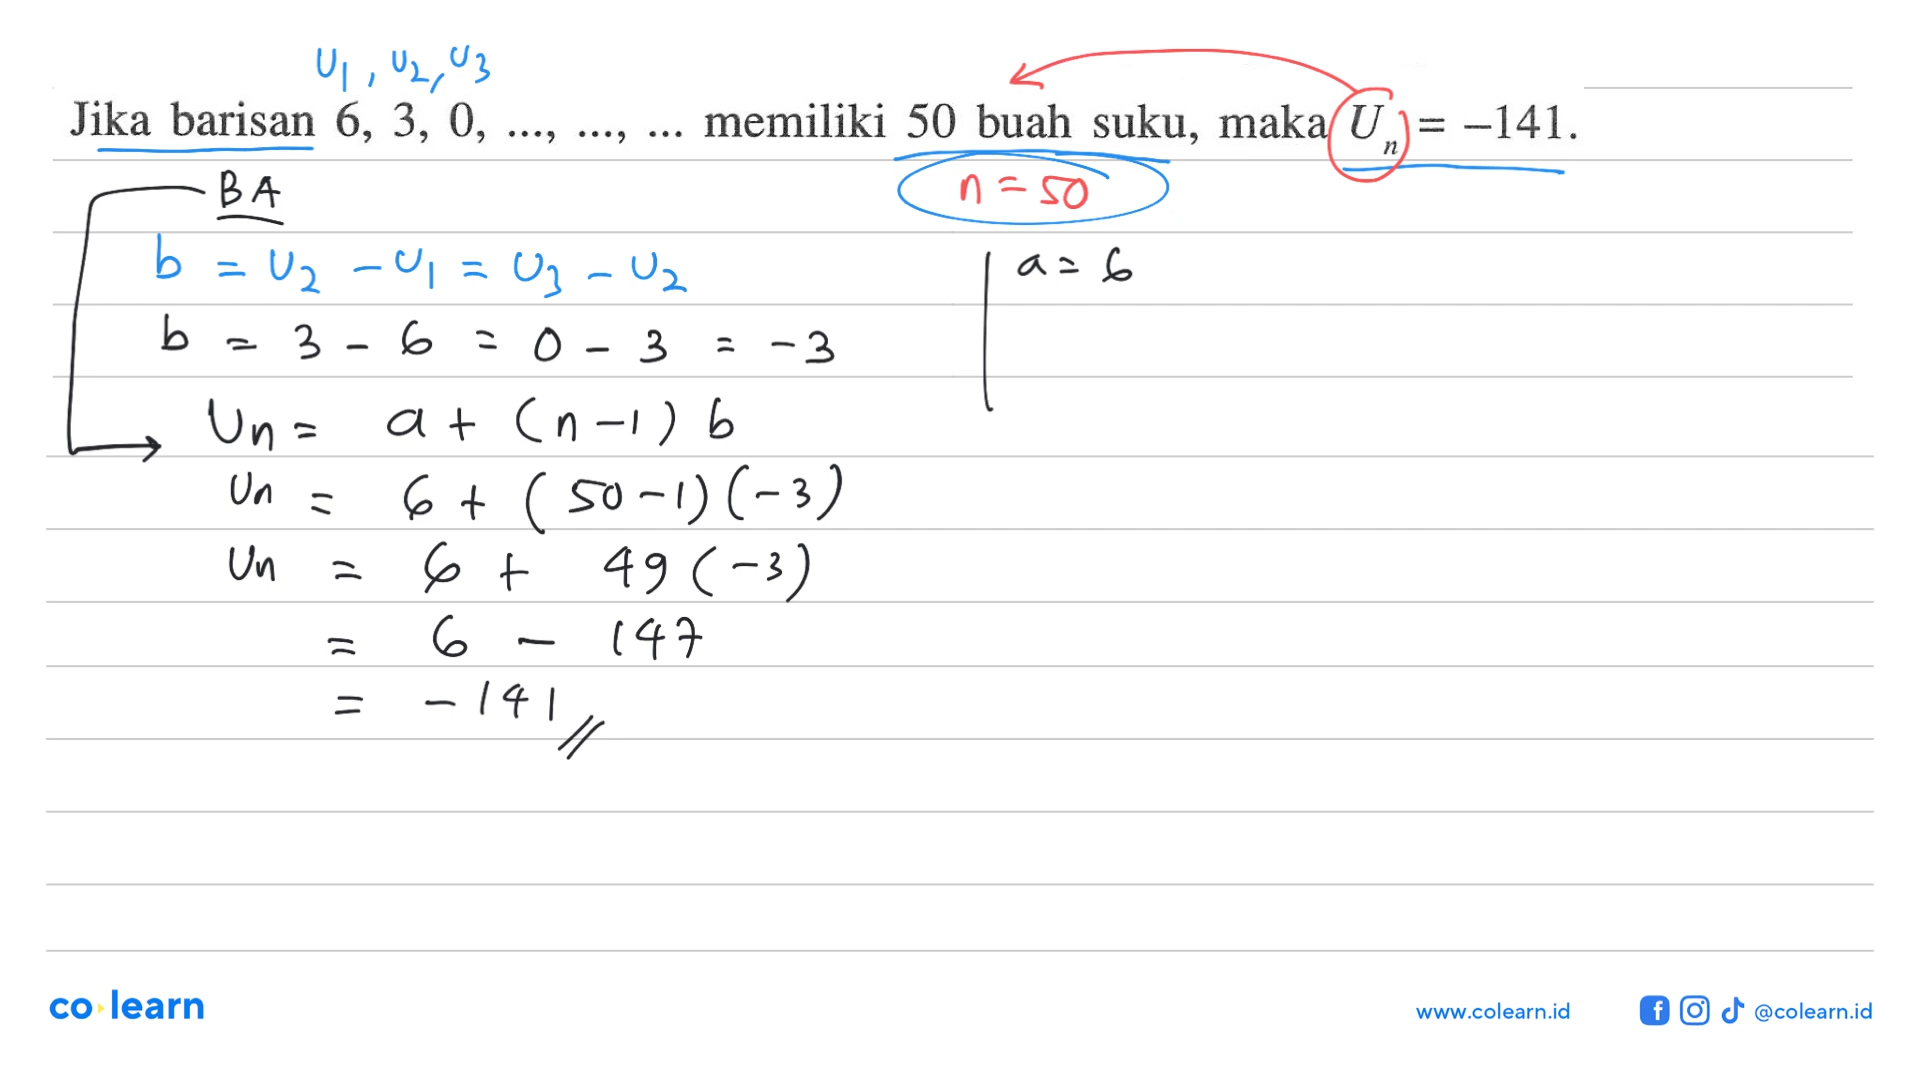 U1, U2, U3
Jika barisan 6, 3, 0, ..., ..., ... memiliki 50 buah suku, maka Un = –141.
BA
n = 50
b = U2 - U1 = U3 - U2
a = 6
b = 3 - 6 = 0 - 3 = -3
Un = a + (n-1) b
Un = 6 + (50-1)(-3)
Un = 6 + 49(-3)
= 6 - 147
= -141
co learn
www.colearn.id
@colearn.id